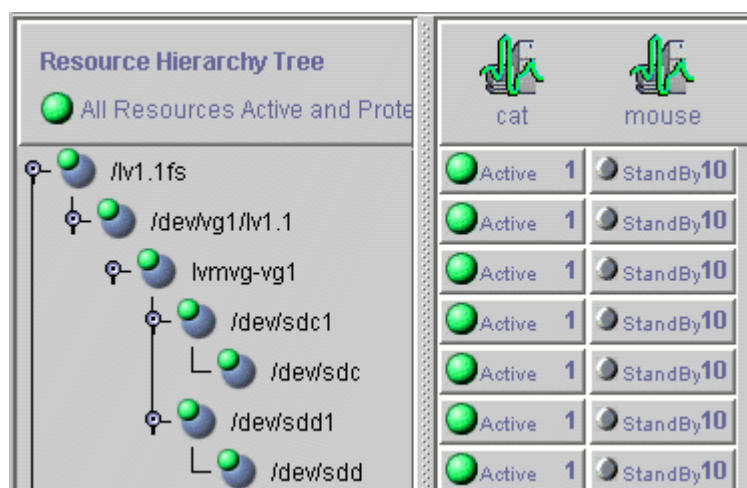 Resource Hierarchy Tree
All Resources Active and Prote
cat mouse
/lv1.1fs Active 1 StandBy 10
/dev/vg1/lv1.1 Active 1 StandBy 10
lvmvg-vg1 Active 1 StandBy 10
/dev/sdc1 Active 1 StandBy 10
/dev/sdc Active 1 StandBy 10
/dev/sdd1 Active 1 StandBy 10
/dev/sdd Active 1 StandBy 10